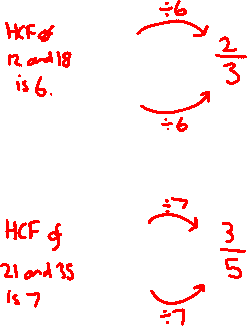 ÷6
HCF of
12 and 18
is 6.
2
3
÷6
÷7
HCF of
21 and 35
is 7
3
5
÷7